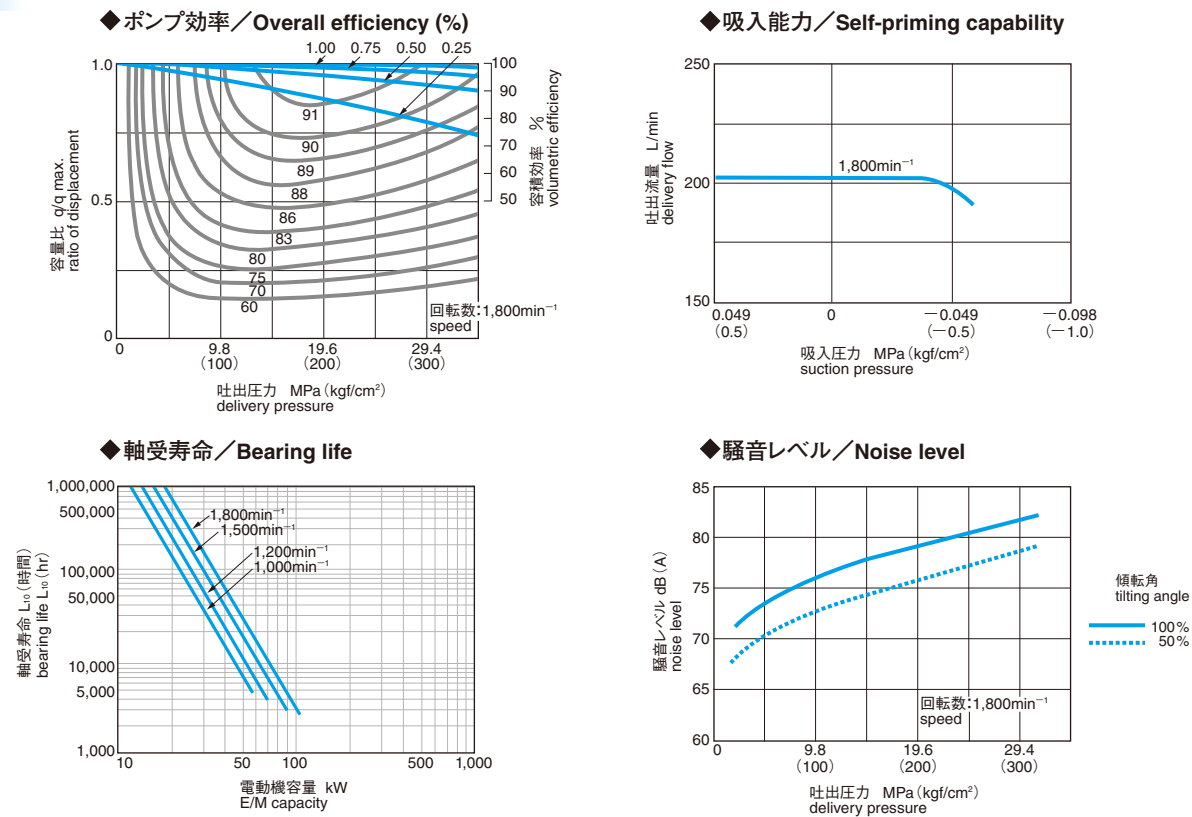 ◆ポンプ効率／Overall efficiency (%)
1.00 0.75 0.50 0.25
1.0
0.5
0
容量比 q/q max.
ratio of displacement
100
90
80
70
60
50
容積効率 %
volumetric efficiency
91
90
89
88
86
83
80
75
70
60
回転数：1,800min⁻¹
speed
0 9.8 19.6 29.4
(100) (200) (300)
吐出圧力 MPa（kgf/cm²）
delivery pressure
◆吸入能力／Self-priming capability
250
200
150
吐出流量 L/min
delivery flow
1,800min⁻¹
0.049 0 −0.049 −0.098
(0.5) (−0.5) (−1.0)
吸入圧力 MPa（kgf/cm²）
suction pressure
◆軸受寿命／Bearing life
1,000,000
500,000
100,000
50,000
10,000
5,000
1,000
軸受寿命 L₁₀（時間）
bearing life L₁₀（hr）
1,800min⁻¹
1,500min⁻¹
1,200min⁻¹
1,000min⁻¹
10 50 100 500 1,000
電動機容量 kW
E/M capacity
◆騒音レベル／Noise level
85
80
75
70
65
60
騒音レベル dB（A）
noise level
回転数：1,800min⁻¹
speed
0 9.8 19.6 29.4
(100) (200) (300)
吐出圧力 MPa（kgf/cm²）
delivery pressure
傾転角
tilting angle
100%
50%